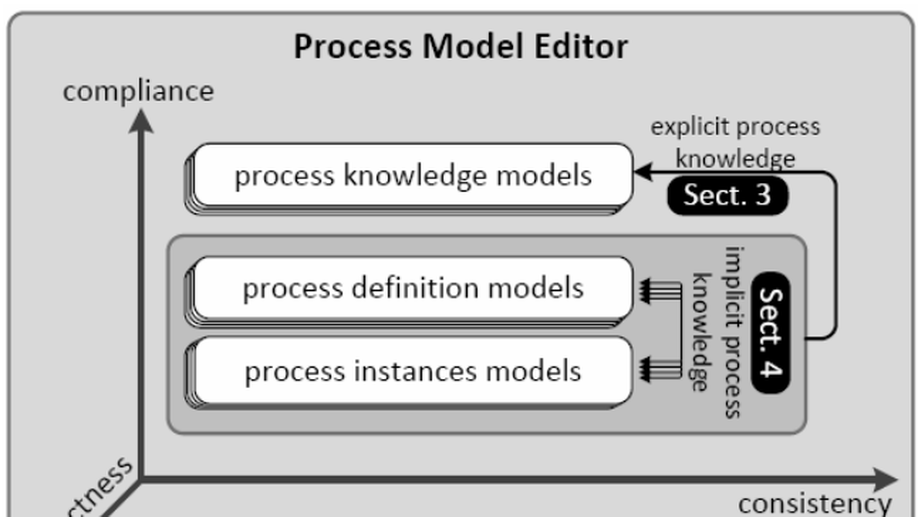 Process Model Editor
compliance
explicit process
knowledge
process knowledge models
Sect. 3
process definition models
implicit process
knowledge
Sect. 4
process instances models
consistency